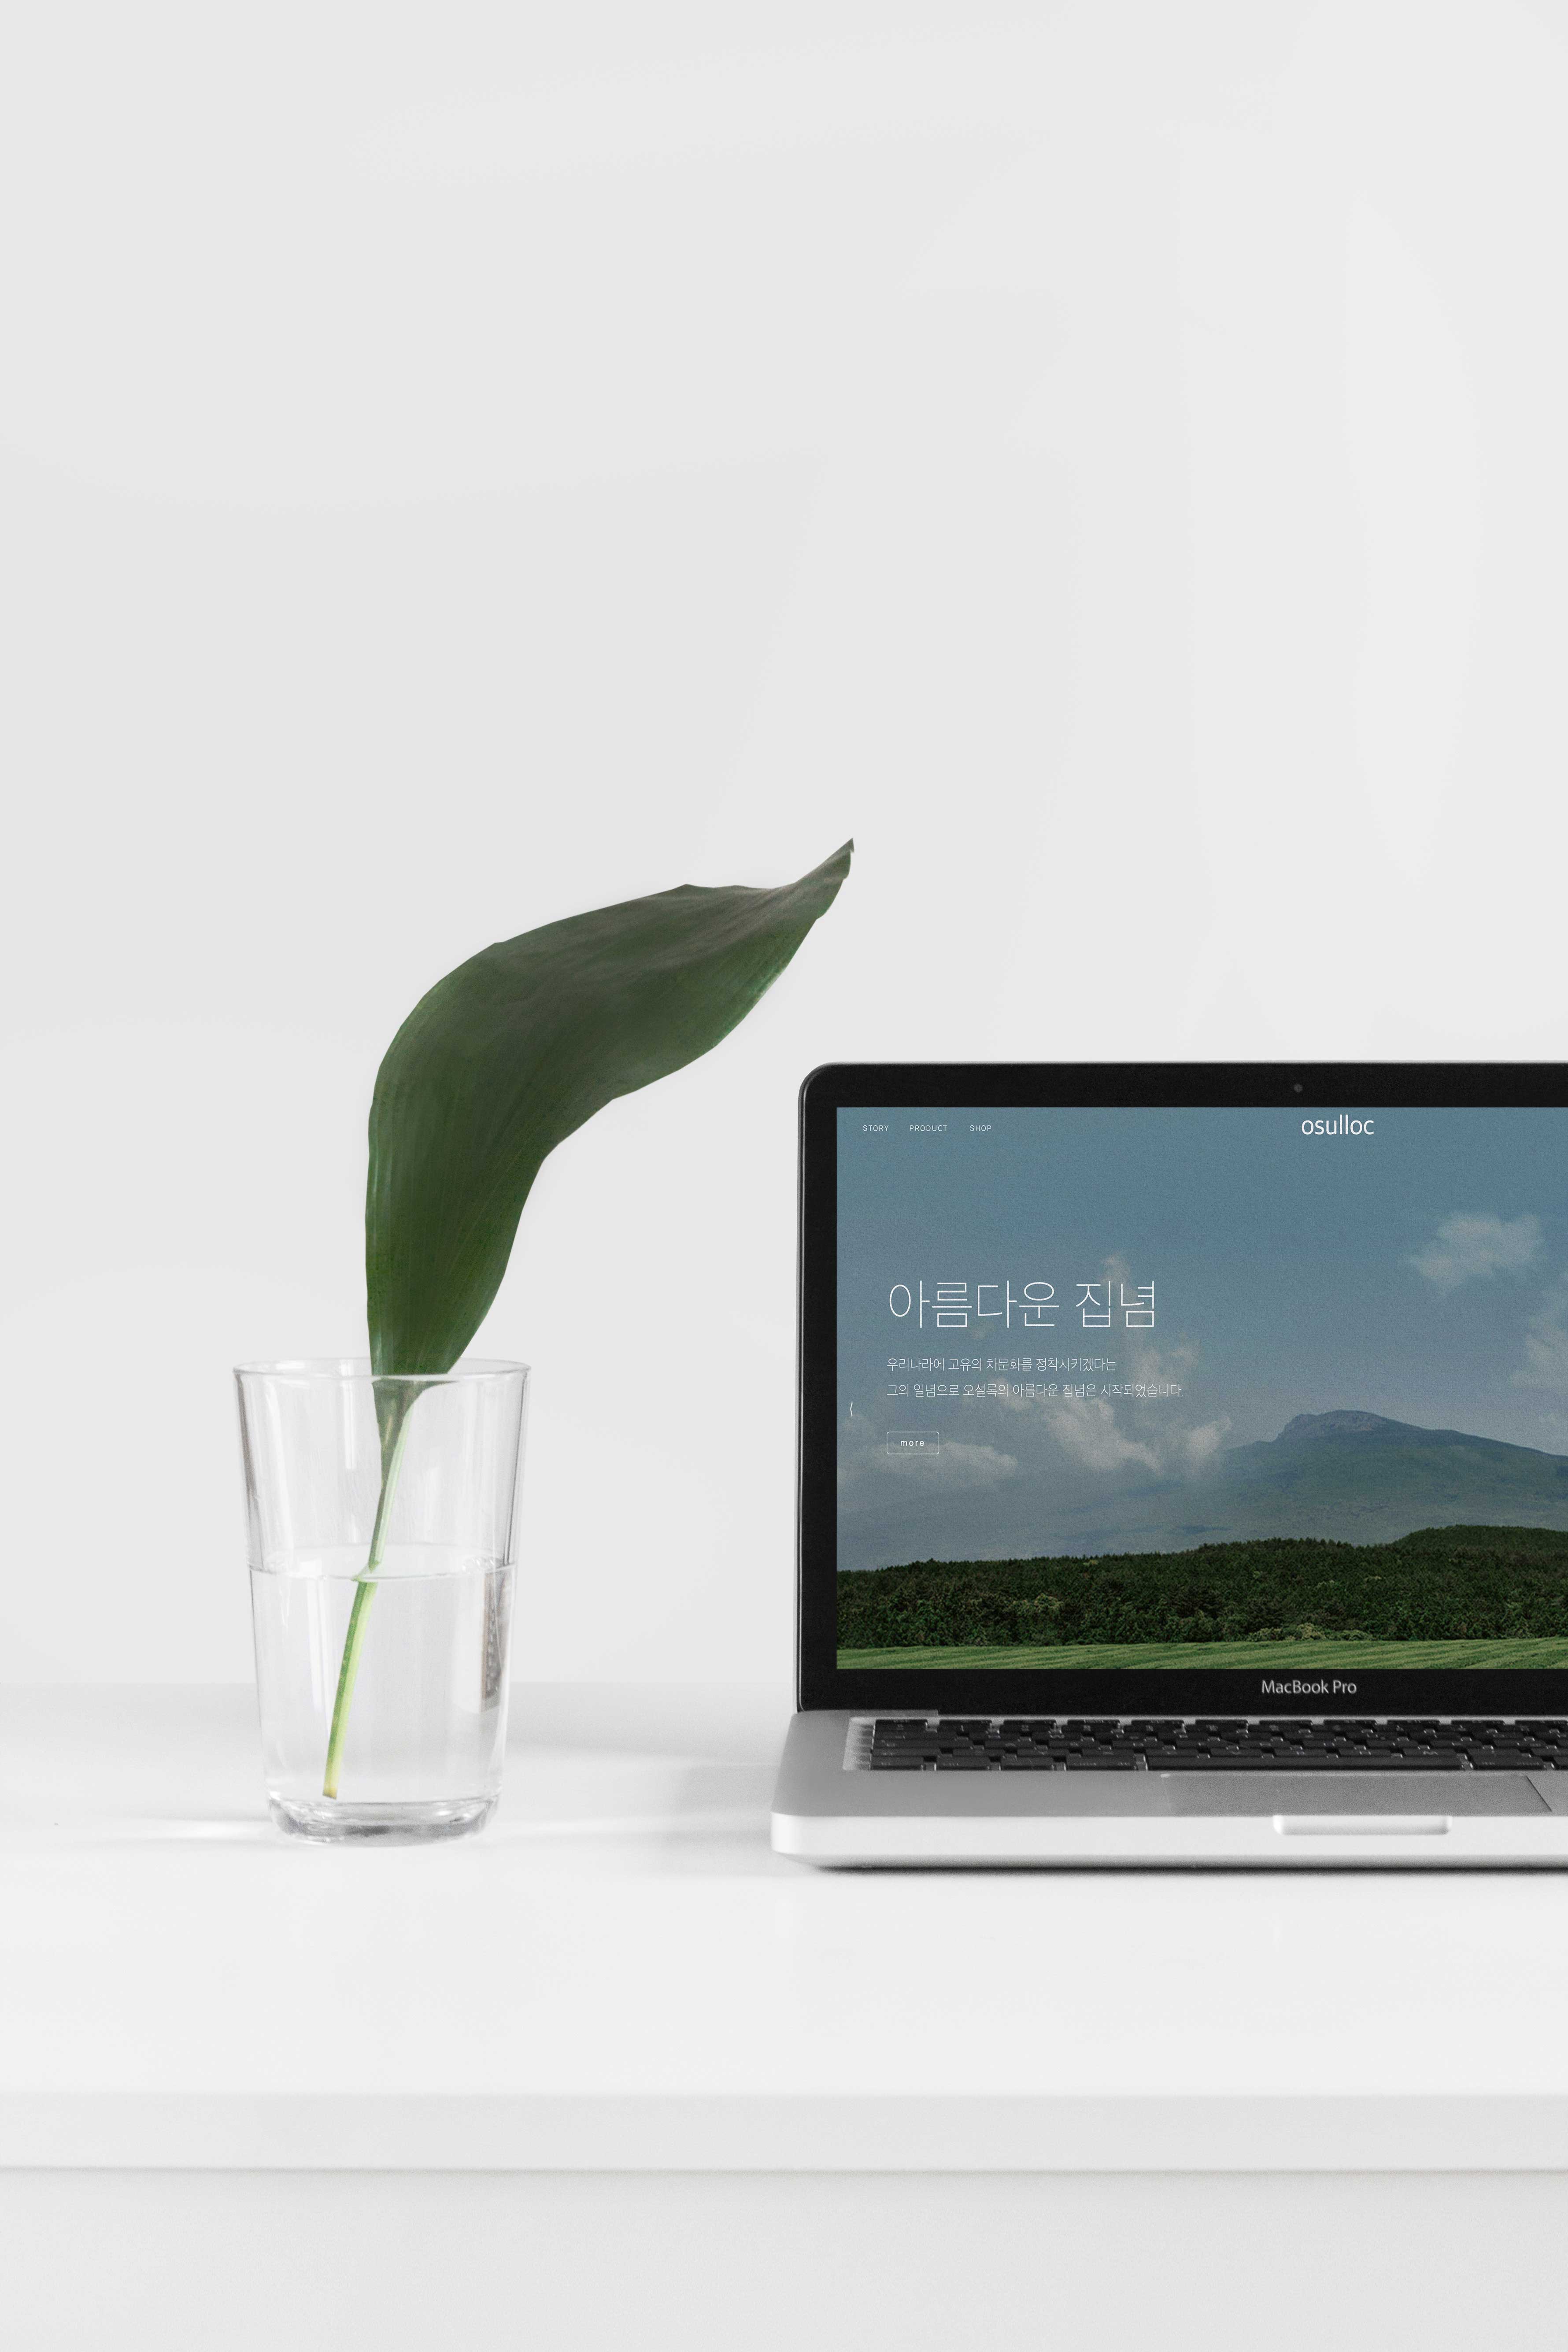 STORY PRODUCT SHOP
osulloc
아름다운 집념
우리나라에 고유의 차문화를 정착시키겠다는
그의 일념으로 오설록의 아름다운 집념은 시작되었습니다.
more
MacBook Pro